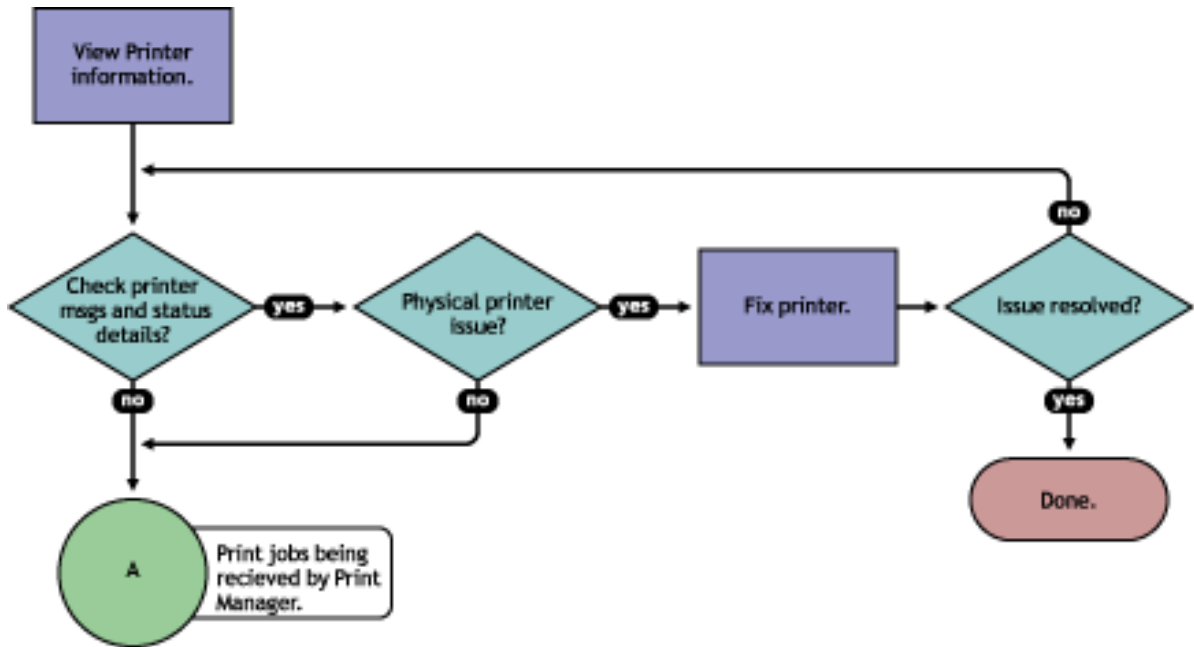 View Printer
information.
no
Check printer
msgs and status
details?
yes
Physical printer
issue?
yes
Fix printer.
Issue resolved?
no
no
yes
Done.
A
Print jobs being
recieved by Print
Manager.